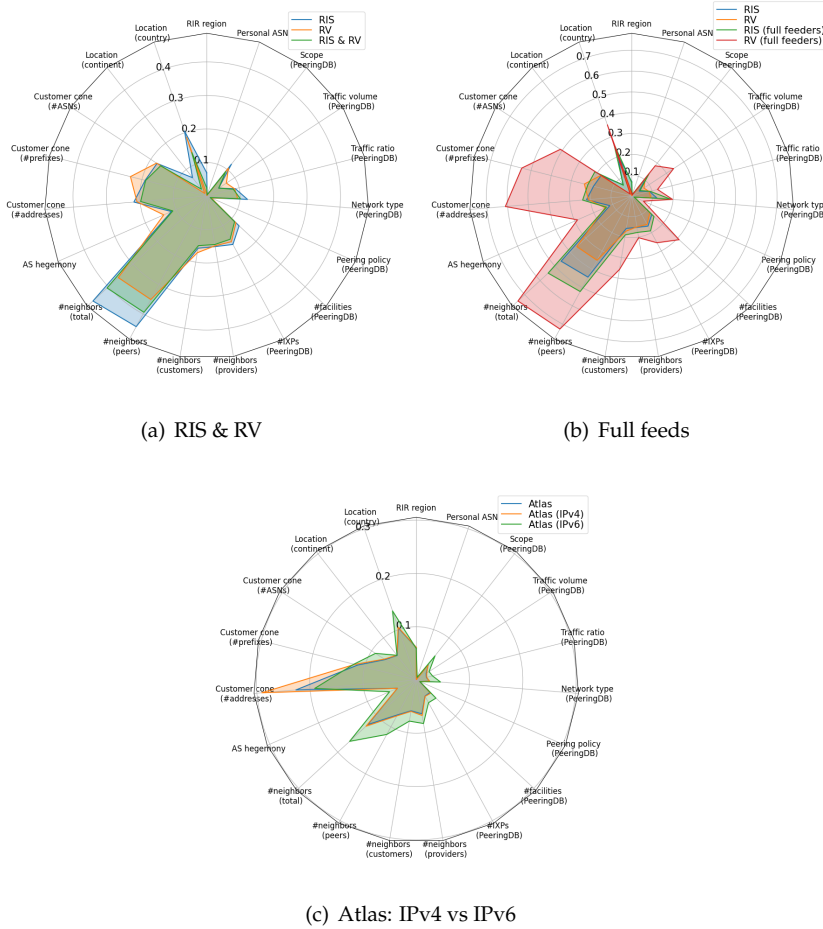 RIS
RV
RIS & RV
RIR region
Personal ASN
Scope
(PeeringDB)
Traffic volume
(PeeringDB)
Traffic ratio
(PeeringDB)
Network type
(PeeringDB)
Peering policy
(PeeringDB)
#facilities
(PeeringDB)
#IXPs
(PeeringDB)
#neighbors
(providers)
#neighbors
(customers)
#neighbors
(peers)
#neighbors
(total)
AS hegemony
Customer cone
(#addresses)
Customer cone
(#prefixes)
Customer cone
(#ASNs)
Location
(continent)
Location
(country)
0.4
0.3
0.2
0.1
(a) RIS & RV
RIS
RV
RIS (full feeders)
RV (full feeders)
RIR region
Personal ASN
Scope
(PeeringDB)
Traffic volume
(PeeringDB)
Traffic ratio
(PeeringDB)
Network type
(PeeringDB)
Peering policy
(PeeringDB)
#facilities
(PeeringDB)
#IXPs
(PeeringDB)
#neighbors
(providers)
#neighbors
(customers)
#neighbors
(peers)
#neighbors
(total)
AS hegemony
Customer cone
(#addresses)
Customer cone
(#prefixes)
Customer cone
(#ASNs)
Location
(continent)
Location
(country)
0.7
0.6
0.5
0.4
0.3
0.2
0.1
(b) Full feeds
Atlas
Atlas (IPv4)
Atlas (IPv6)
RIR region
Personal ASN
Scope
(PeeringDB)
Traffic volume
(PeeringDB)
Traffic ratio
(PeeringDB)
Network type
(PeeringDB)
Peering policy
(PeeringDB)
#facilities
(PeeringDB)
#IXPs
(PeeringDB)
#neighbors
(providers)
#neighbors
(customers)
#neighbors
(peers)
#neighbors
(total)
AS hegemony
Customer cone
(#addresses)
Customer cone
(#prefixes)
Customer cone
(#ASNs)
Location
(continent)
Location
(country)
0.3
0.2
0.1
(c) Atlas: IPv4 vs IPv6